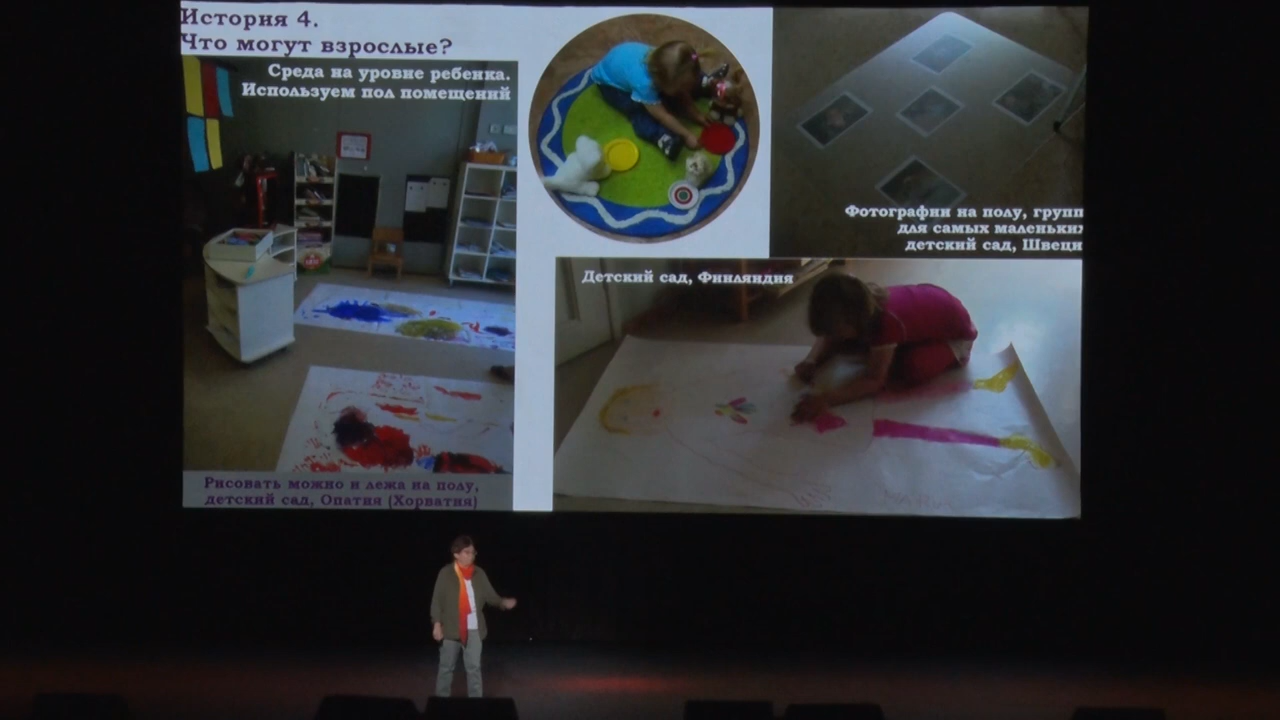 История 4.
Что могут взрослые?
Среда на уровне ребенка.
Используем пол помещений
Фотографии на полу, групп
для самых маленьких
детский сад, Швеци
Детский сад, Финляндия
Рисовать можно и лежа на полу,
детский сад, Опатия (Хорватия)